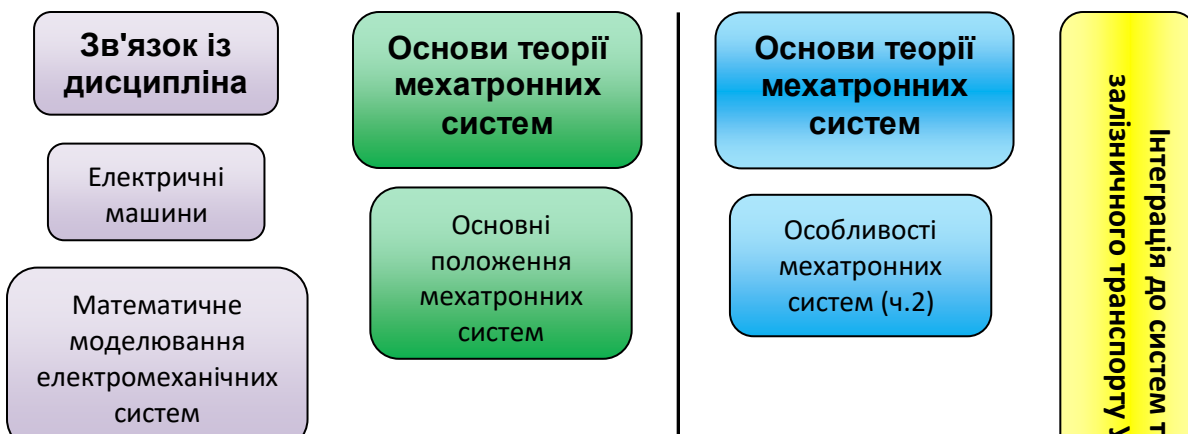 Зв'язок із
дисципліна
Електричні
машини
Математичне
моделювання
електромеханічних
систем
Основи теорії
мехатронних
систем
Основні
положення
мехатронних
систем
Основи теорії
мехатронних
систем
Особливості
мехатронних
систем (ч.2)
Інтеграція до систем
залізничного транспорту